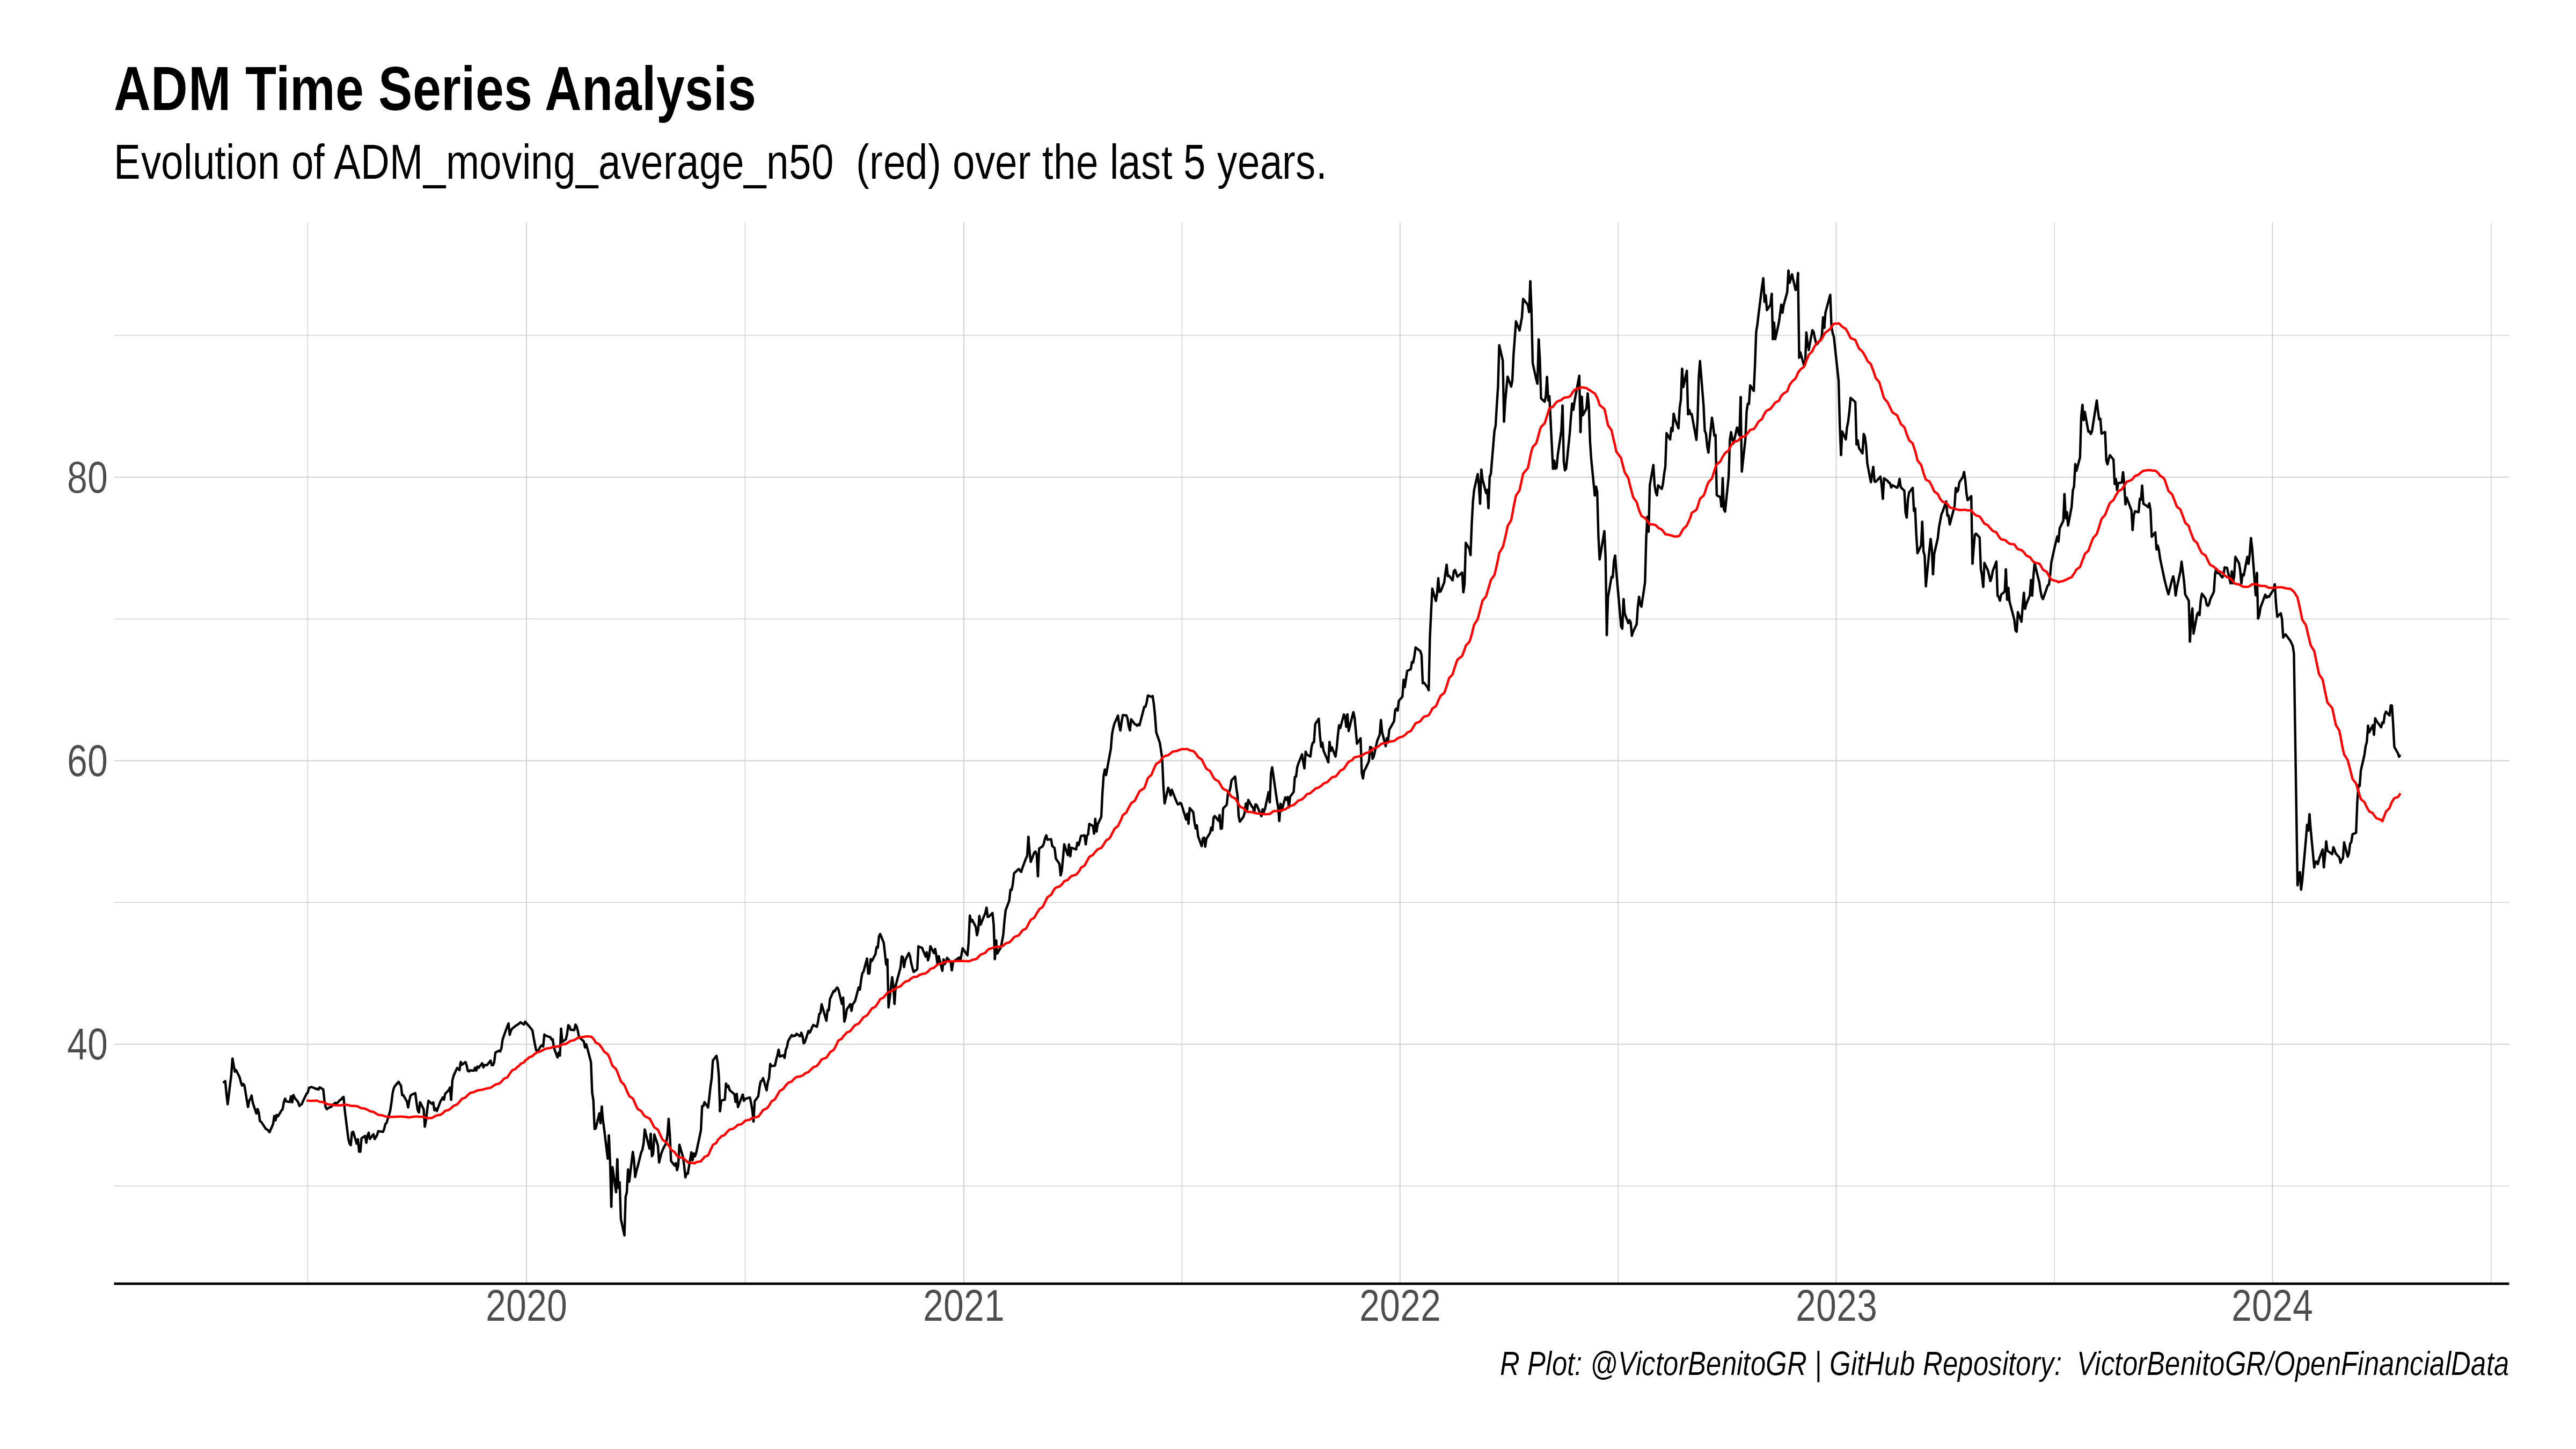 ADM Time Series Analysis
Evolution of ADM_moving_average_n50  (red) over the last 5 years.
80
60
40
2020 2021 2022 2023 2024
R Plot: @VictorBenitoGR | GitHub Repository:  VictorBenitoGR/OpenFinancialData